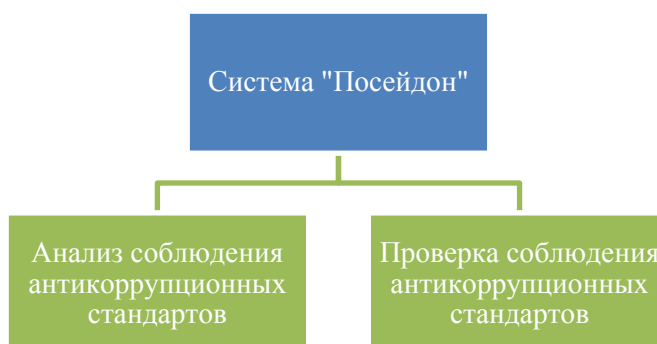 Система "Посейдон"
Анализ соблюдения
антикоррупционных
стандартов
Проверка соблюдения
антикоррупционных
стандартов